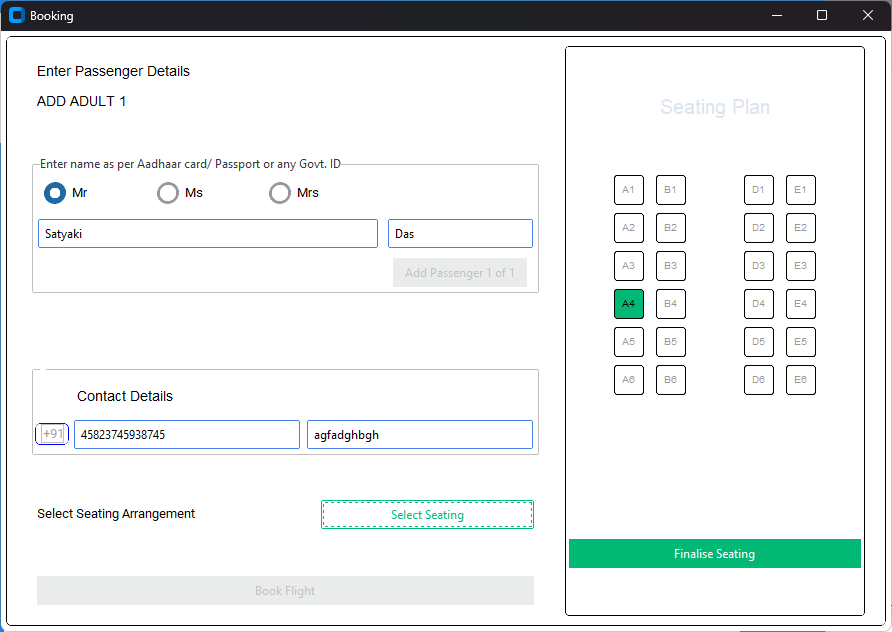 Booking
Enter Passenger Details
ADD ADULT 1
Enter name as per Aadhaar card/ Passport or any Govt. ID
Mr Ms Mrs
Satyaki Das
Add Passenger 1 of 1
Contact Details
+91 45823745938745 agfadghbgh
Select Seating Arrangement Select Seating
Book Flight
Seating Plan
A1 B1 D1 E1
A2 B2 D2 E2
A3 B3 D3 E3
A4 B4 D4 E4
A5 B5 D5 E5
A6 B6 D6 E6
Finalise Seating